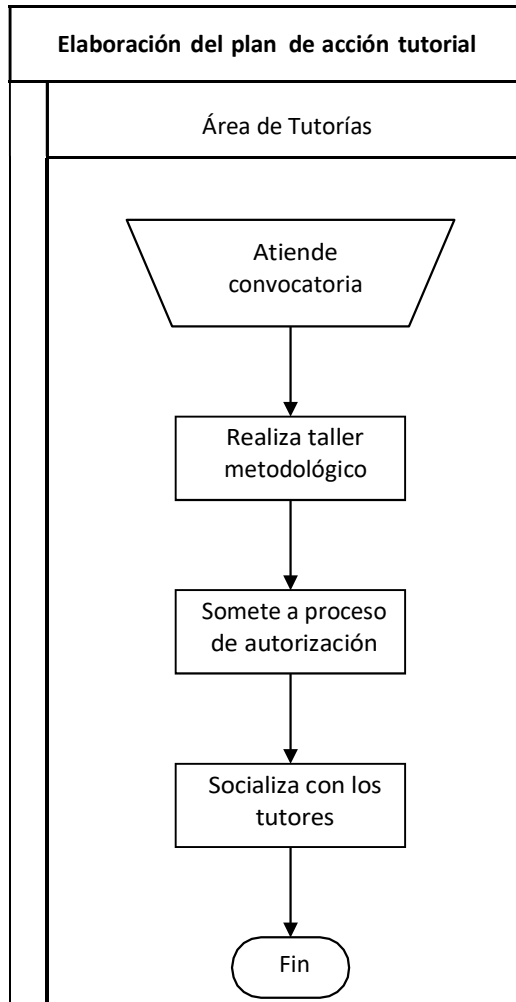 Elaboración del plan de acción tutorial
Área de Tutorías
Atiende
convocatoria
Realiza taller
metodológico
Somete a proceso
de autorización
Socializa con los
tutores
Fin